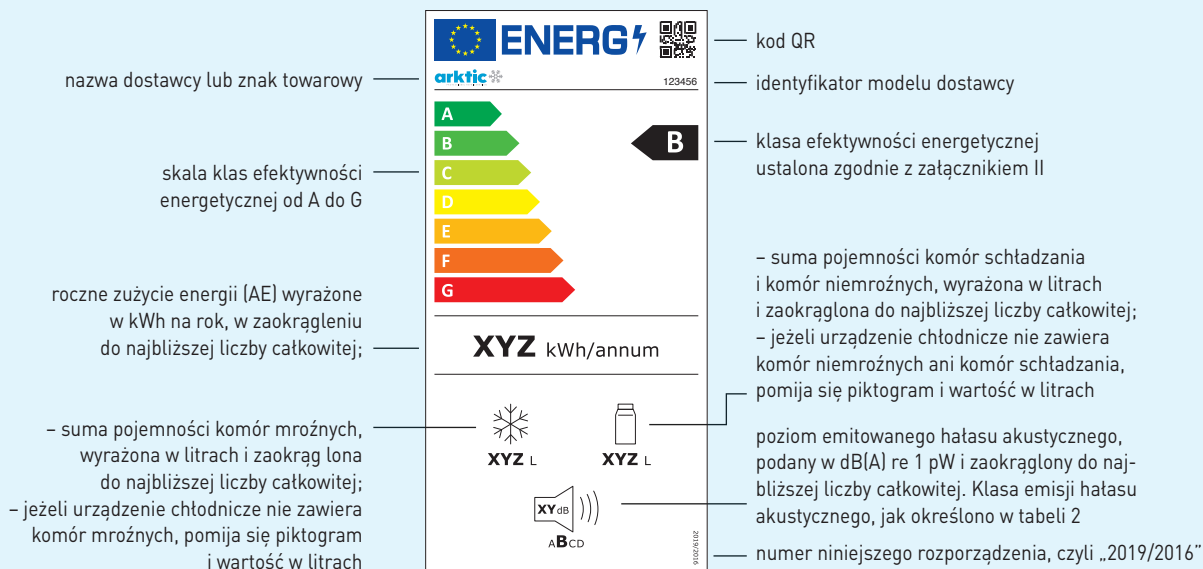 ENERG
kod QR
nazwa dostawcy lub znak towarowy
arktic
123456
identyfikator modelu dostawcy
A
B
C
D
E
F
G
B
klasa efektywności energetycznej
ustalona zgodnie z załącznikiem II
skala klas efektywności
energetycznej od A do G
roczne zużycie energii (AE) wyrażone
w kWh na rok, w zaokrągleniu
do najbliższej liczby całkowitej;
XYZ kWh/annum
– suma pojemności komór schładzania
i komór niemroźnych, wyrażona w litrach
i zaokrąglona do najbliższej liczby całkowitej;
– jeżeli urządzenie chłodnicze nie zawiera
komór niemroźnych ani komór schładzania,
pomija się piktogram i wartość w litrach
– suma pojemności komór mroźnych,
wyrażona w litrach i zaokrąg lona
do najbliższej liczby całkowitej;
– jeżeli urządzenie chłodnicze nie zawiera
komór mroźnych, pomija się piktogram
i wartość w litrach
XYZ L
XYZ L
poziom emitowanego hałasu akustycznego,
podany w dB(A) re 1 pW i zaokrąglony do naj-
bliższej liczby całkowitej. Klasa emisji hałasu
akustycznego, jak określono w tabeli 2
XY dB
ABCD
2019/2016
numer niniejszego rozporządzenia, czyli „2019/2016”